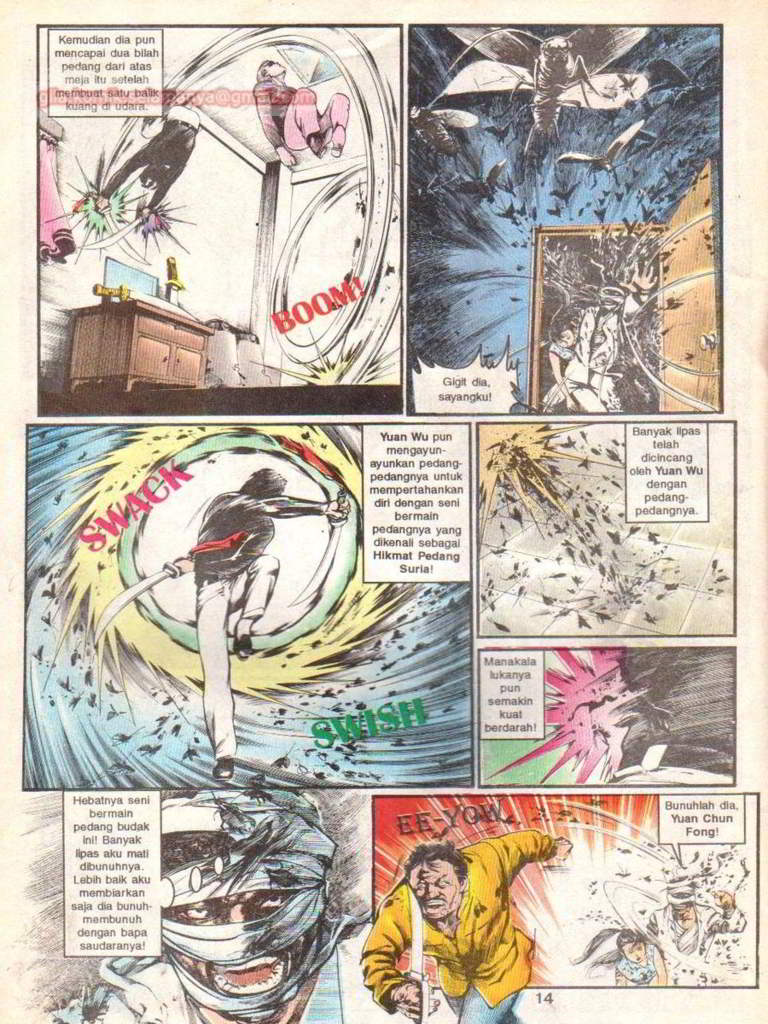 Kemudian dia pun
mencapai dua bilah
pedang dari atas
meja itu setelah
membuat satu balik
kuang di udara.
BOOM!
Gigit dia,
sayangku!
SWACK
Yuan Wu pun
mengayun-
ayunkan pedang-
pedangnya untuk
mempertahankan
diri dengan seni
bermain
pedangnya yang
dikenali sebagai
Hikmat Pedang
Suria!
SWISH
Banyak lipas
telah
dicincang
oleh Yuan Wu
dengan
pedang-
pedangnya.
Manakala
lukanya
pun
semakin
kuat
berdarah!
Hebatnya seni
bermain
pedang budak
ini! Banyak
lipas aku mati
dibunuhnya.
Lebih baik aku
membiarkan
saja dia bunuh-
membunuh
dengan bapa
saudaranya!
EE-YOW
Bunuhlah dia,
Yuan Chun
Fong!
14